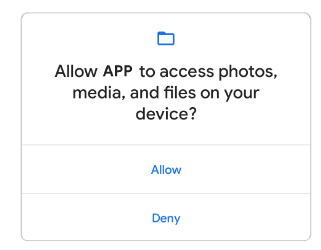 Allow APP to access photos,
media, and files on your
device?
Allow
Deny